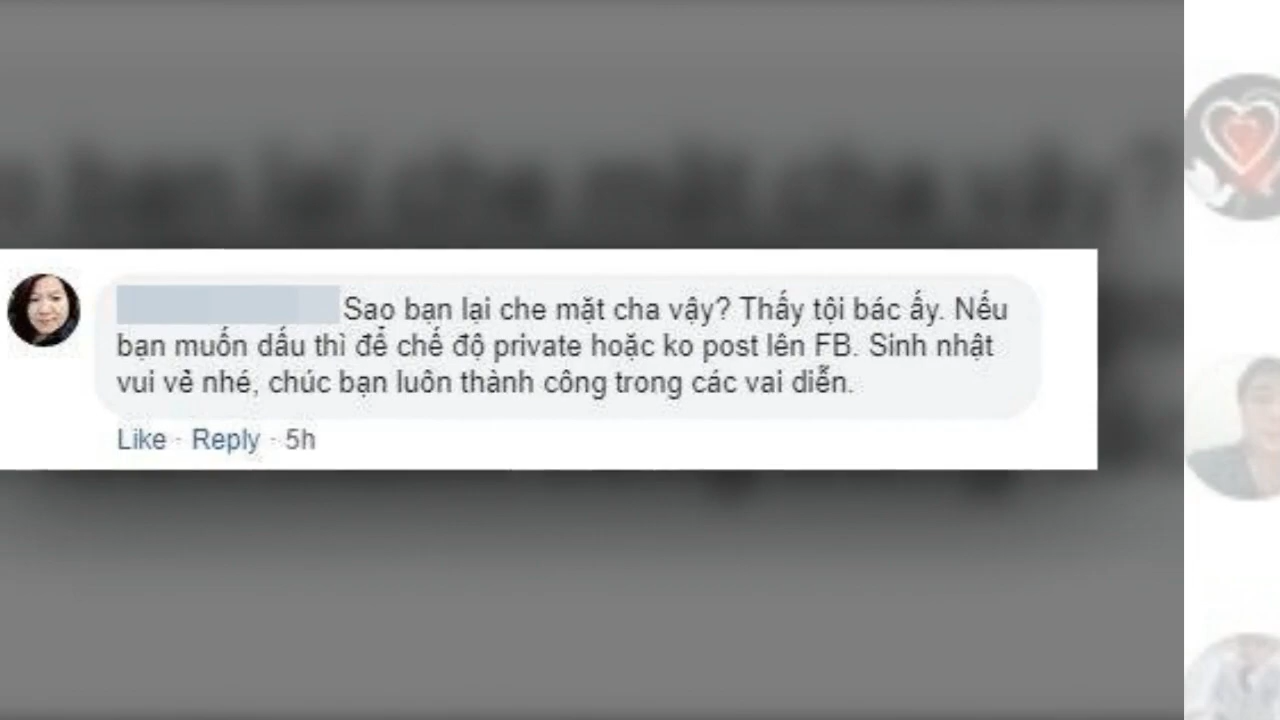 Sao bạn lại che mặt cha vậy? Thấy tội bác ấy. Nếu
bạn muốn dấu thì để chế độ private hoặc ko post lên FB. Sinh nhật
vui vẻ nhé, chúc bạn luôn thành công trong các vai diễn.
Like · Reply · 5h